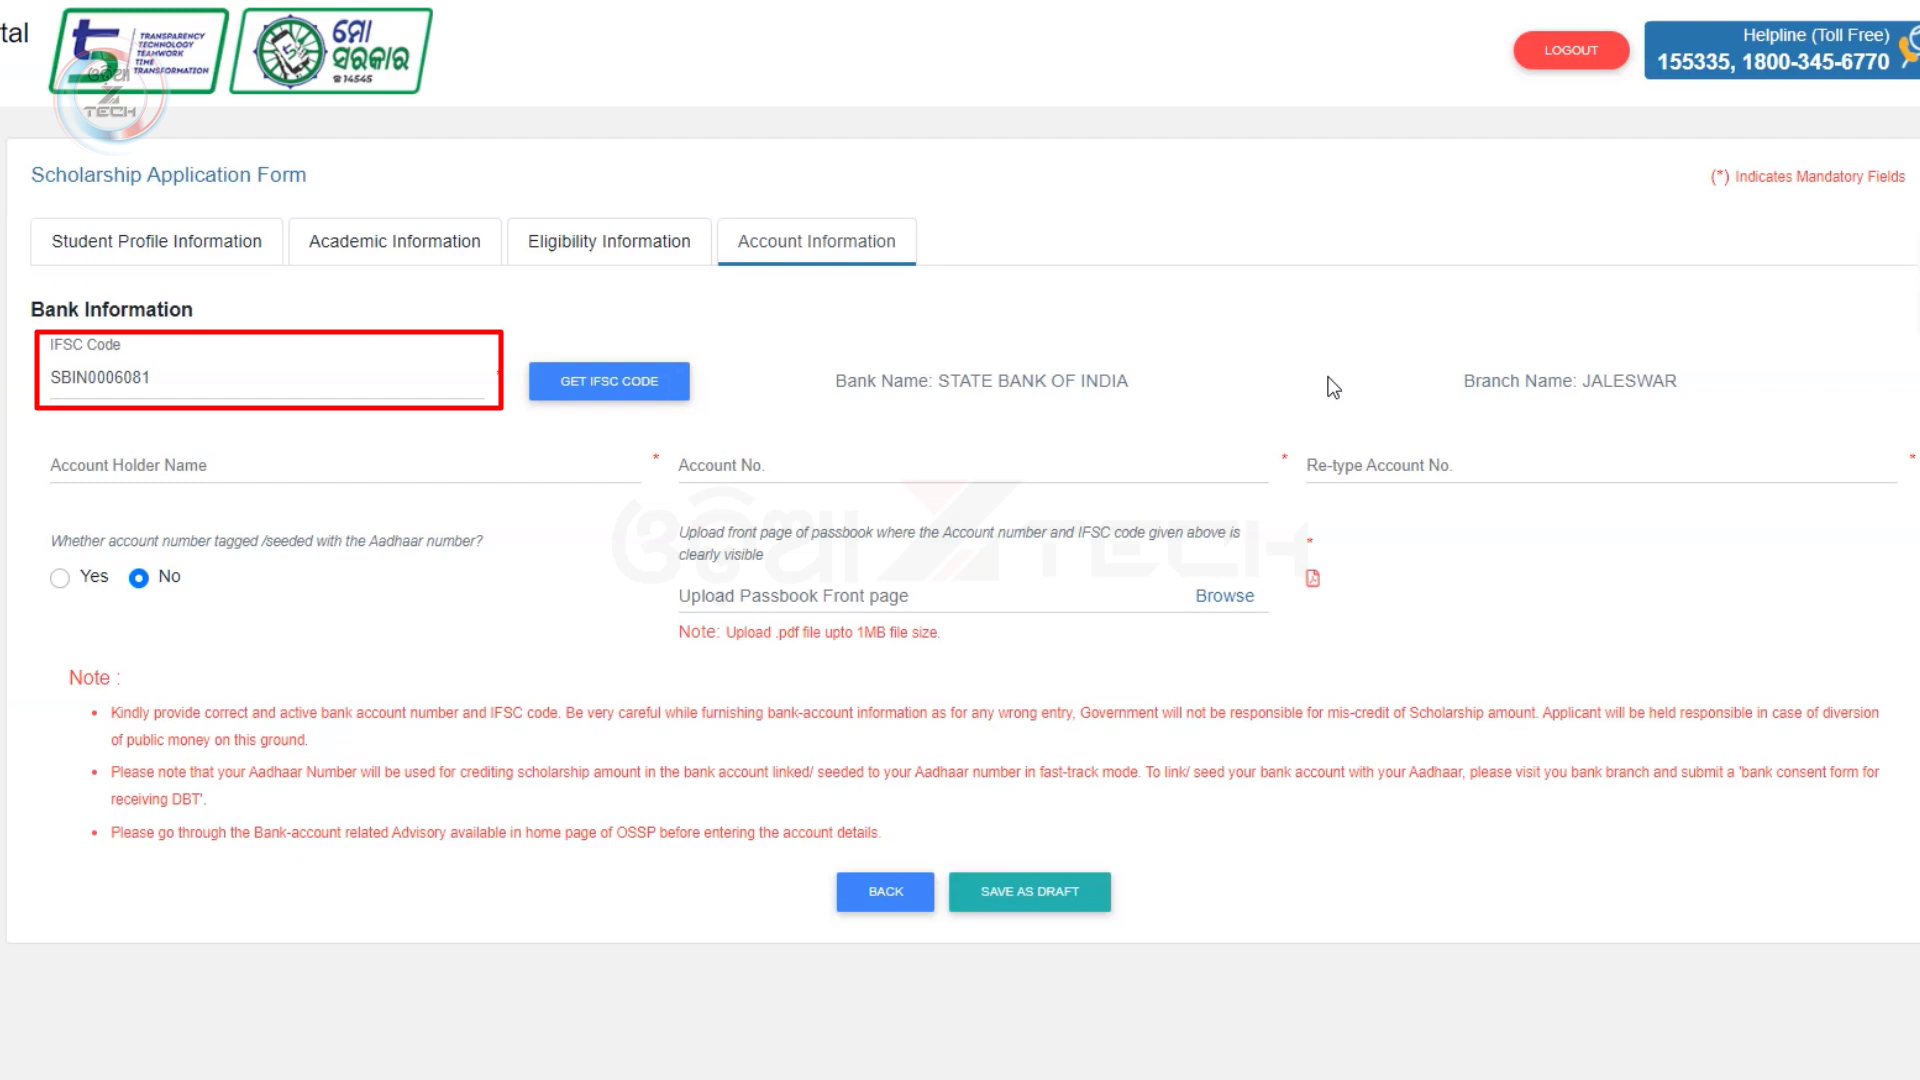 tal
TRANSPARENCY
TECHNOLOGY
TEAMWORK
TIME
TRANSFORMATION
ମୋ
ସରକାର
☎14545
ଓଡ଼ିଆ
Z
TECH
LOGOUT
Helpline (Toll Free)
155335, 1800-345-6770
Scholarship Application Form
(*) Indicates Mandatory Fields
Student Profile Information
Academic Information
Eligibility Information
Account Information
Bank Information
IFSC Code
SBIN0006081
GET IFSC CODE
Bank Name: STATE BANK OF INDIA
Branch Name: JALESWAR
Account Holder Name *
Account No. *
Re-type Account No. *
Whether account number tagged /seeded with the Aadhaar number?
Yes No
Upload front page of passbook where the Account number and IFSC code given above is
clearly visible *
Upload Passbook Front page Browse
Note: Upload .pdf file upto 1MB file size.
ଓଡ଼ିଆ Z TECH
Note :
• Kindly provide correct and active bank account number and IFSC code. Be very careful while furnishing bank-account information as for any wrong entry, Government will not be responsible for mis-credit of Scholarship amount. Applicant will be held responsible in case of diversion
of public money on this ground.
• Please note that your Aadhaar Number will be used for crediting scholarship amount in the bank account linked/ seeded to your Aadhaar number in fast-track mode. To link/ seed your bank account with your Aadhaar, please visit you bank branch and submit a 'bank consent form for
receiving DBT'.
• Please go through the Bank-account related Advisory available in home page of OSSP before entering the account details.
BACK
SAVE AS DRAFT